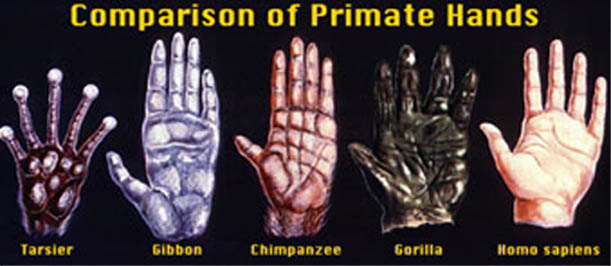 Comparison of Primate Hands
Tarsier Gibbon Chimpanzee Gorilla Homo sapiens